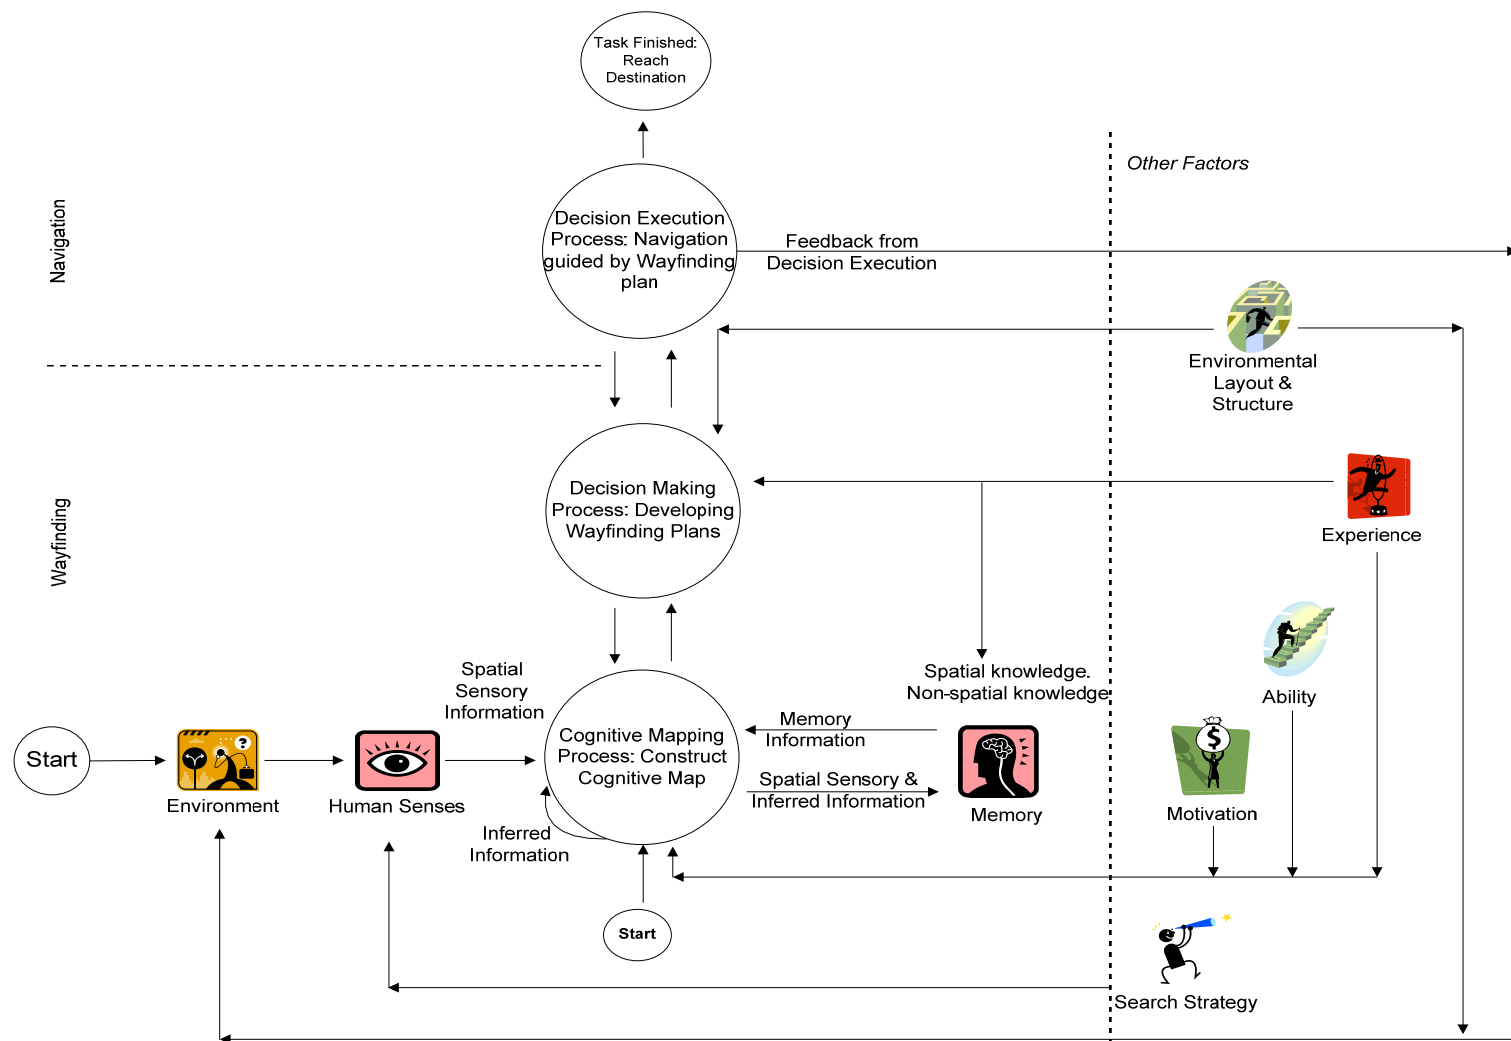 Task Finished:
Reach
Destination
Other Factors
Navigation
Decision Execution
Process: Navigation
guided by Wayfinding
plan
Feedback from
Decision Execution
Environmental
Layout &
Structure
Wayfinding
Decision Making
Process: Developing
Wayfinding Plans
Experience
Spatial
Sensory
Information
Spatial knowledge.
Non-spatial knowledge
Ability
Start
?
Environment
Human Senses
Cognitive Mapping
Process: Construct
Cognitive Map
Memory
Information
Spatial Sensory &
Inferred Information
Memory
$
Motivation
Inferred
Information
Start
Search Strategy